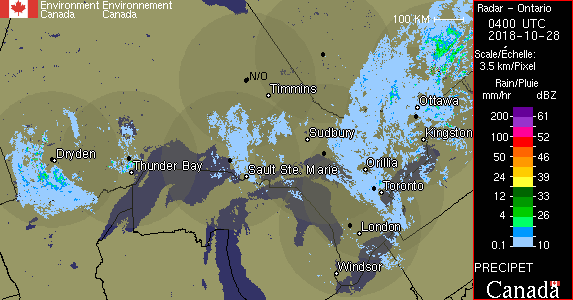 Environment Environnement
Canada Canada
100 KM
N/O
Timmins
Ottawa
Sudbury
Kingston
Dryden
Thunder Bay
Sault Ste. Marie
Orillia
Toronto
London
Windsor
Radar - Ontario
0400 UTC
2018-10-28
Scale/Échelle:
3.5 km/Pixel
Rain/Pluie
mm/hr dBZ
200 61
100 52
50 46
24 39
12 33
4 26
0.1 10
PRECIPET
Canada